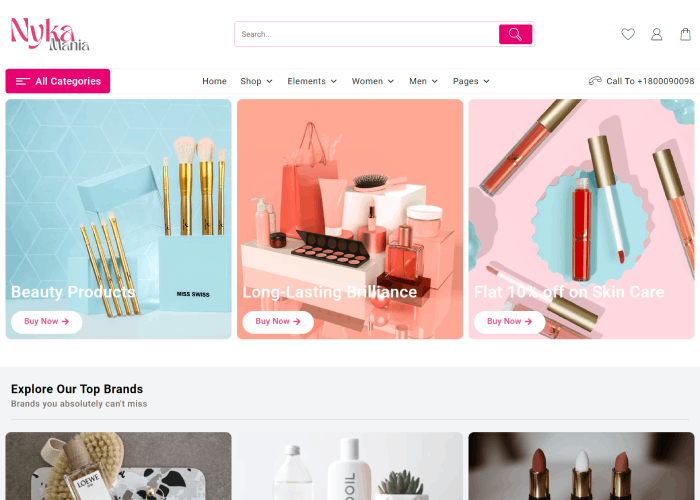 Nyka
Mania
Search...
All Categories
Home
Shop
Elements
Women
Men
Pages
Call To +1800090098
MISS SWISS
Beauty Products
Buy Now
Long-Lasting Brilliance
Buy Now
Flat 10% off on Skin Care
Buy Now
Explore Our Top Brands
Brands you absolutely can't miss
LOEWE